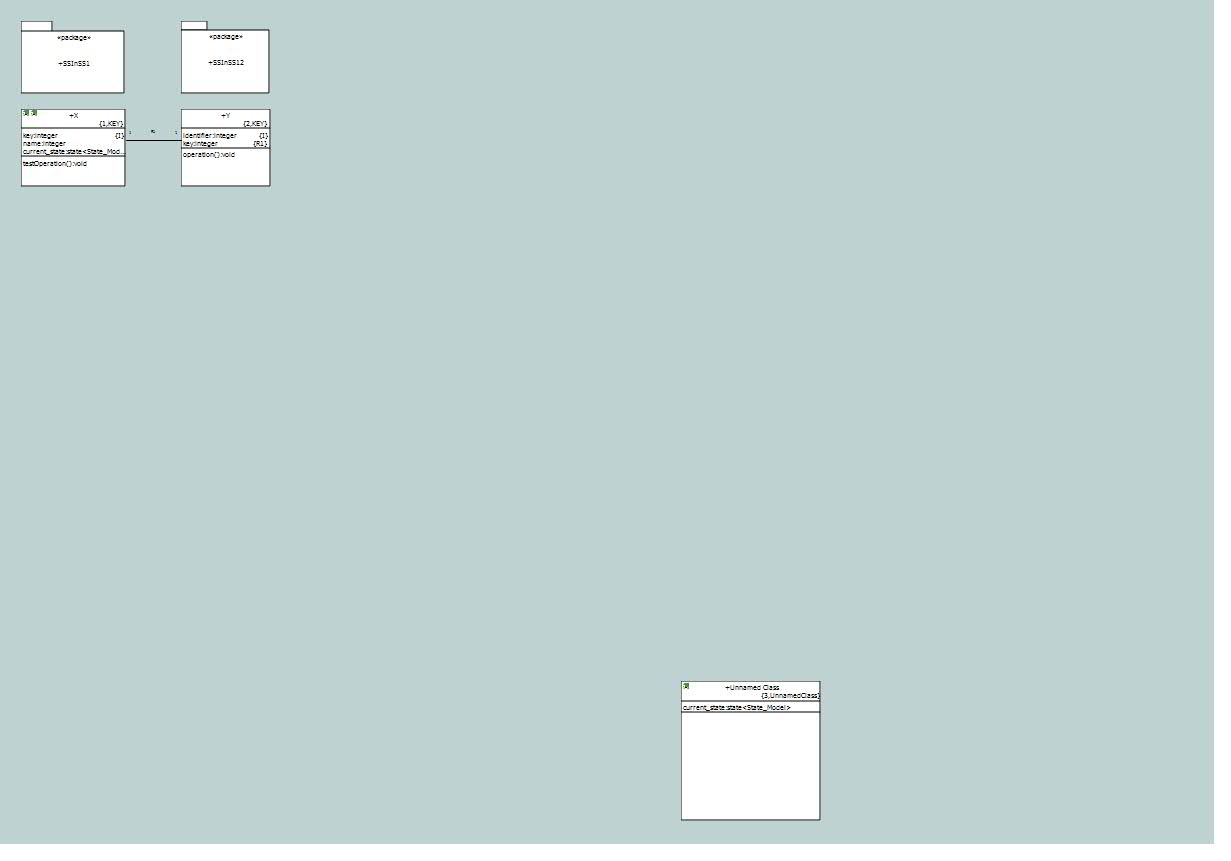 «package»
+SSInSS1
«package»
+SSInSS12
+X
{1,KEY}
key:integer {I}
name:integer
current_state:state<State_Mod...
testOperation():void
1 R1 1
+Y
{2,KEY}
identifier:integer {I}
key:integer {R1}
operation():void
+Unnamed Class
{3,UnnamedClass}
current_state:state<State_Model>